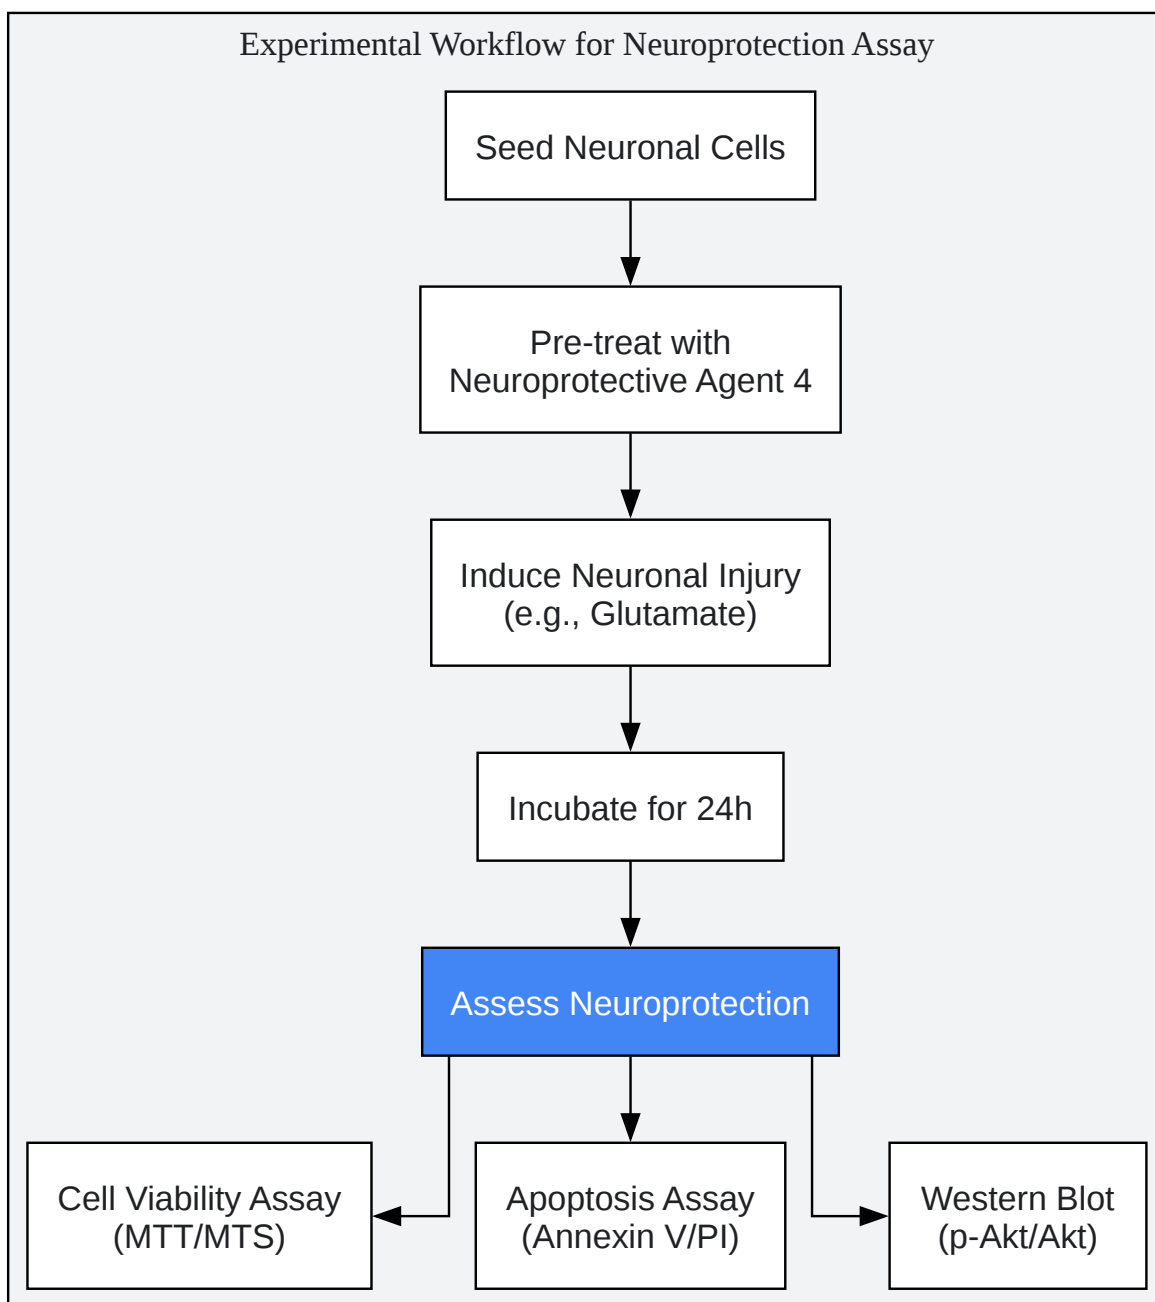 Experimental Workflow for Neuroprotection Assay
Seed Neuronal Cells
Pre-treat with
Neuroprotective Agent 4
Induce Neuronal Injury
(e.g., Glutamate)
Incubate for 24h
Assess Neuroprotection
Cell Viability Assay
(MTT/MTS)
Apoptosis Assay
(Annexin V/PI)
Western Blot
(p-Akt/Akt)